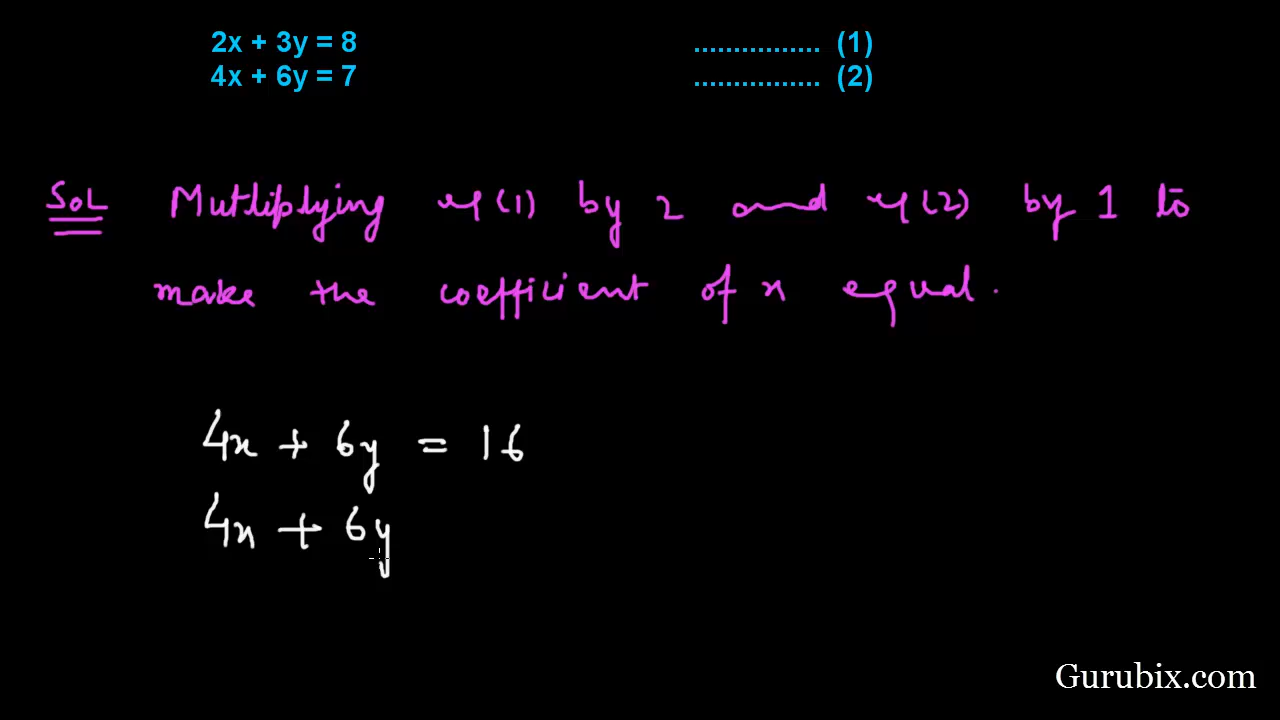 2x + 3y = 8 ................ (1)
4x + 6y = 7 ................ (2)
SOL Mutliplying eq(1) by 2 and eq(2) by 1 to
make the coefficient of x equal.
4x + 6y = 16
4x + 6y
Gurubix.com